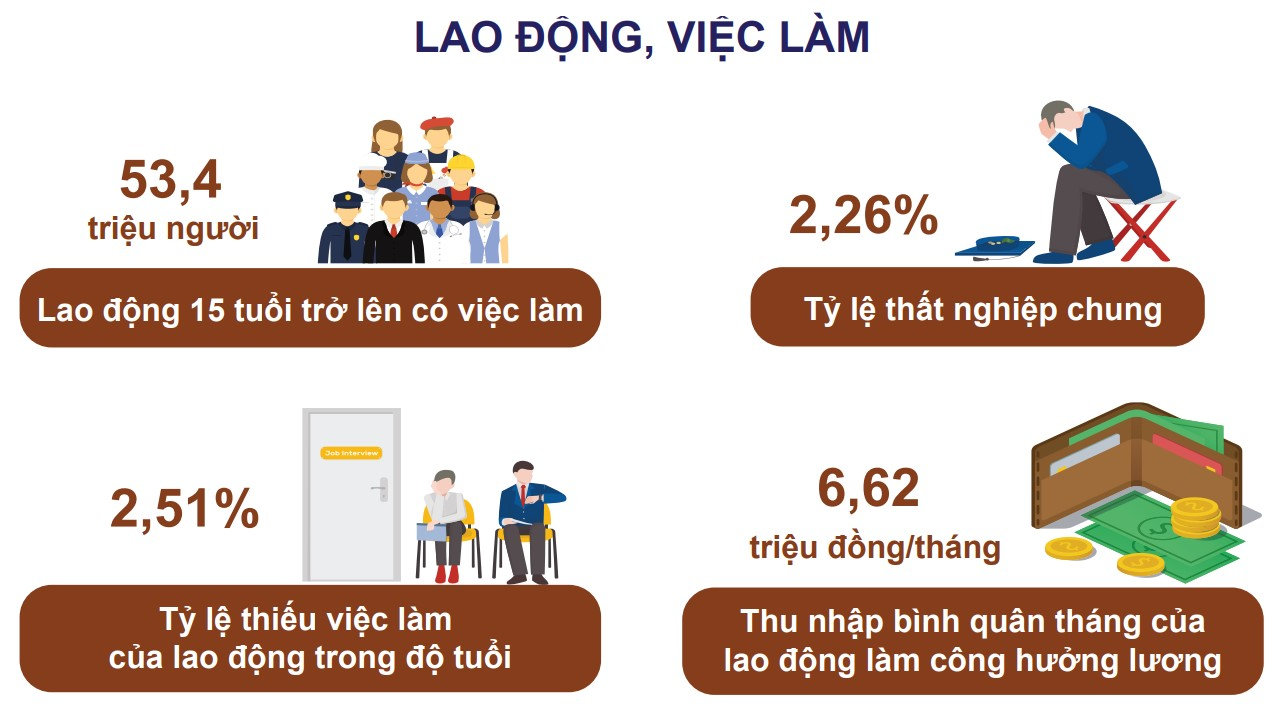 LAO ĐỘNG, VIỆC LÀM
53,4
triệu người
Lao động 15 tuổi trở lên có việc làm
2,26%
Tỷ lệ thất nghiệp chung
2,51%
Job Interview
Tỷ lệ thiếu việc làm
của lao động trong độ tuổi
6,62
triệu đồng/tháng
Thu nhập bình quân tháng của
lao động làm công hưởng lương